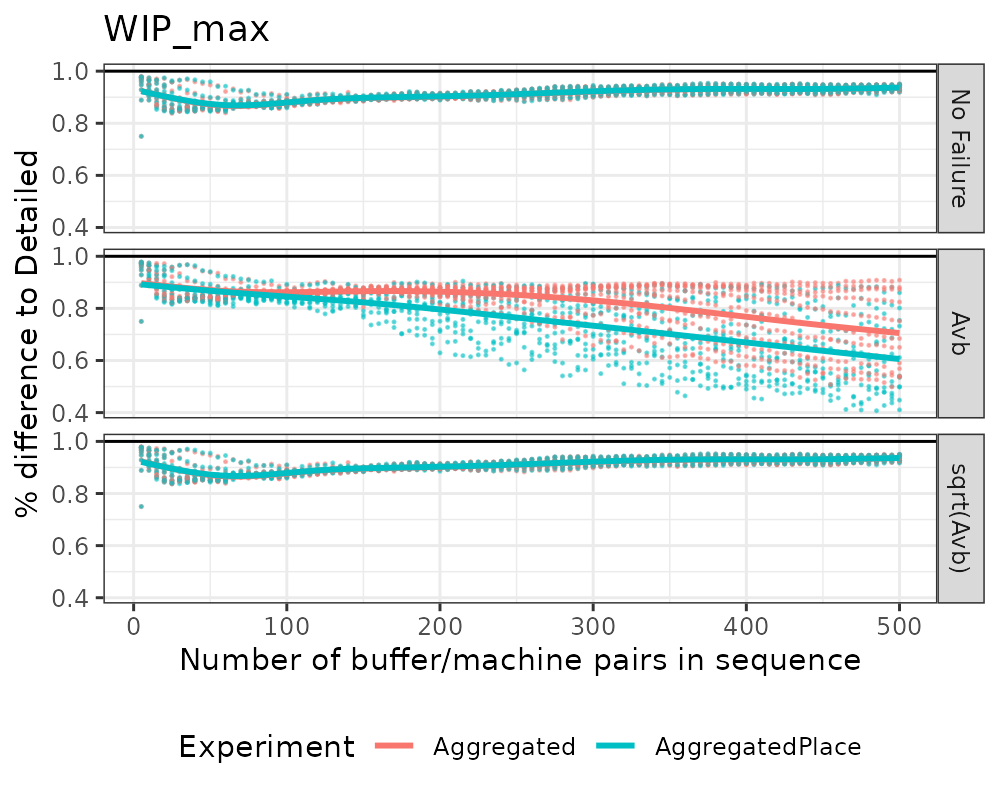 WIP_max
% difference to Detailed
1.0
0.8
0.6
0.4
No Failure
1.0
0.8
0.6
0.4
Avb
1.0
0.8
0.6
0.4
sqrt(Avb)
0 100 200 300 400 500
Number of buffer/machine pairs in sequence
Experiment Aggregated AggregatedPlace